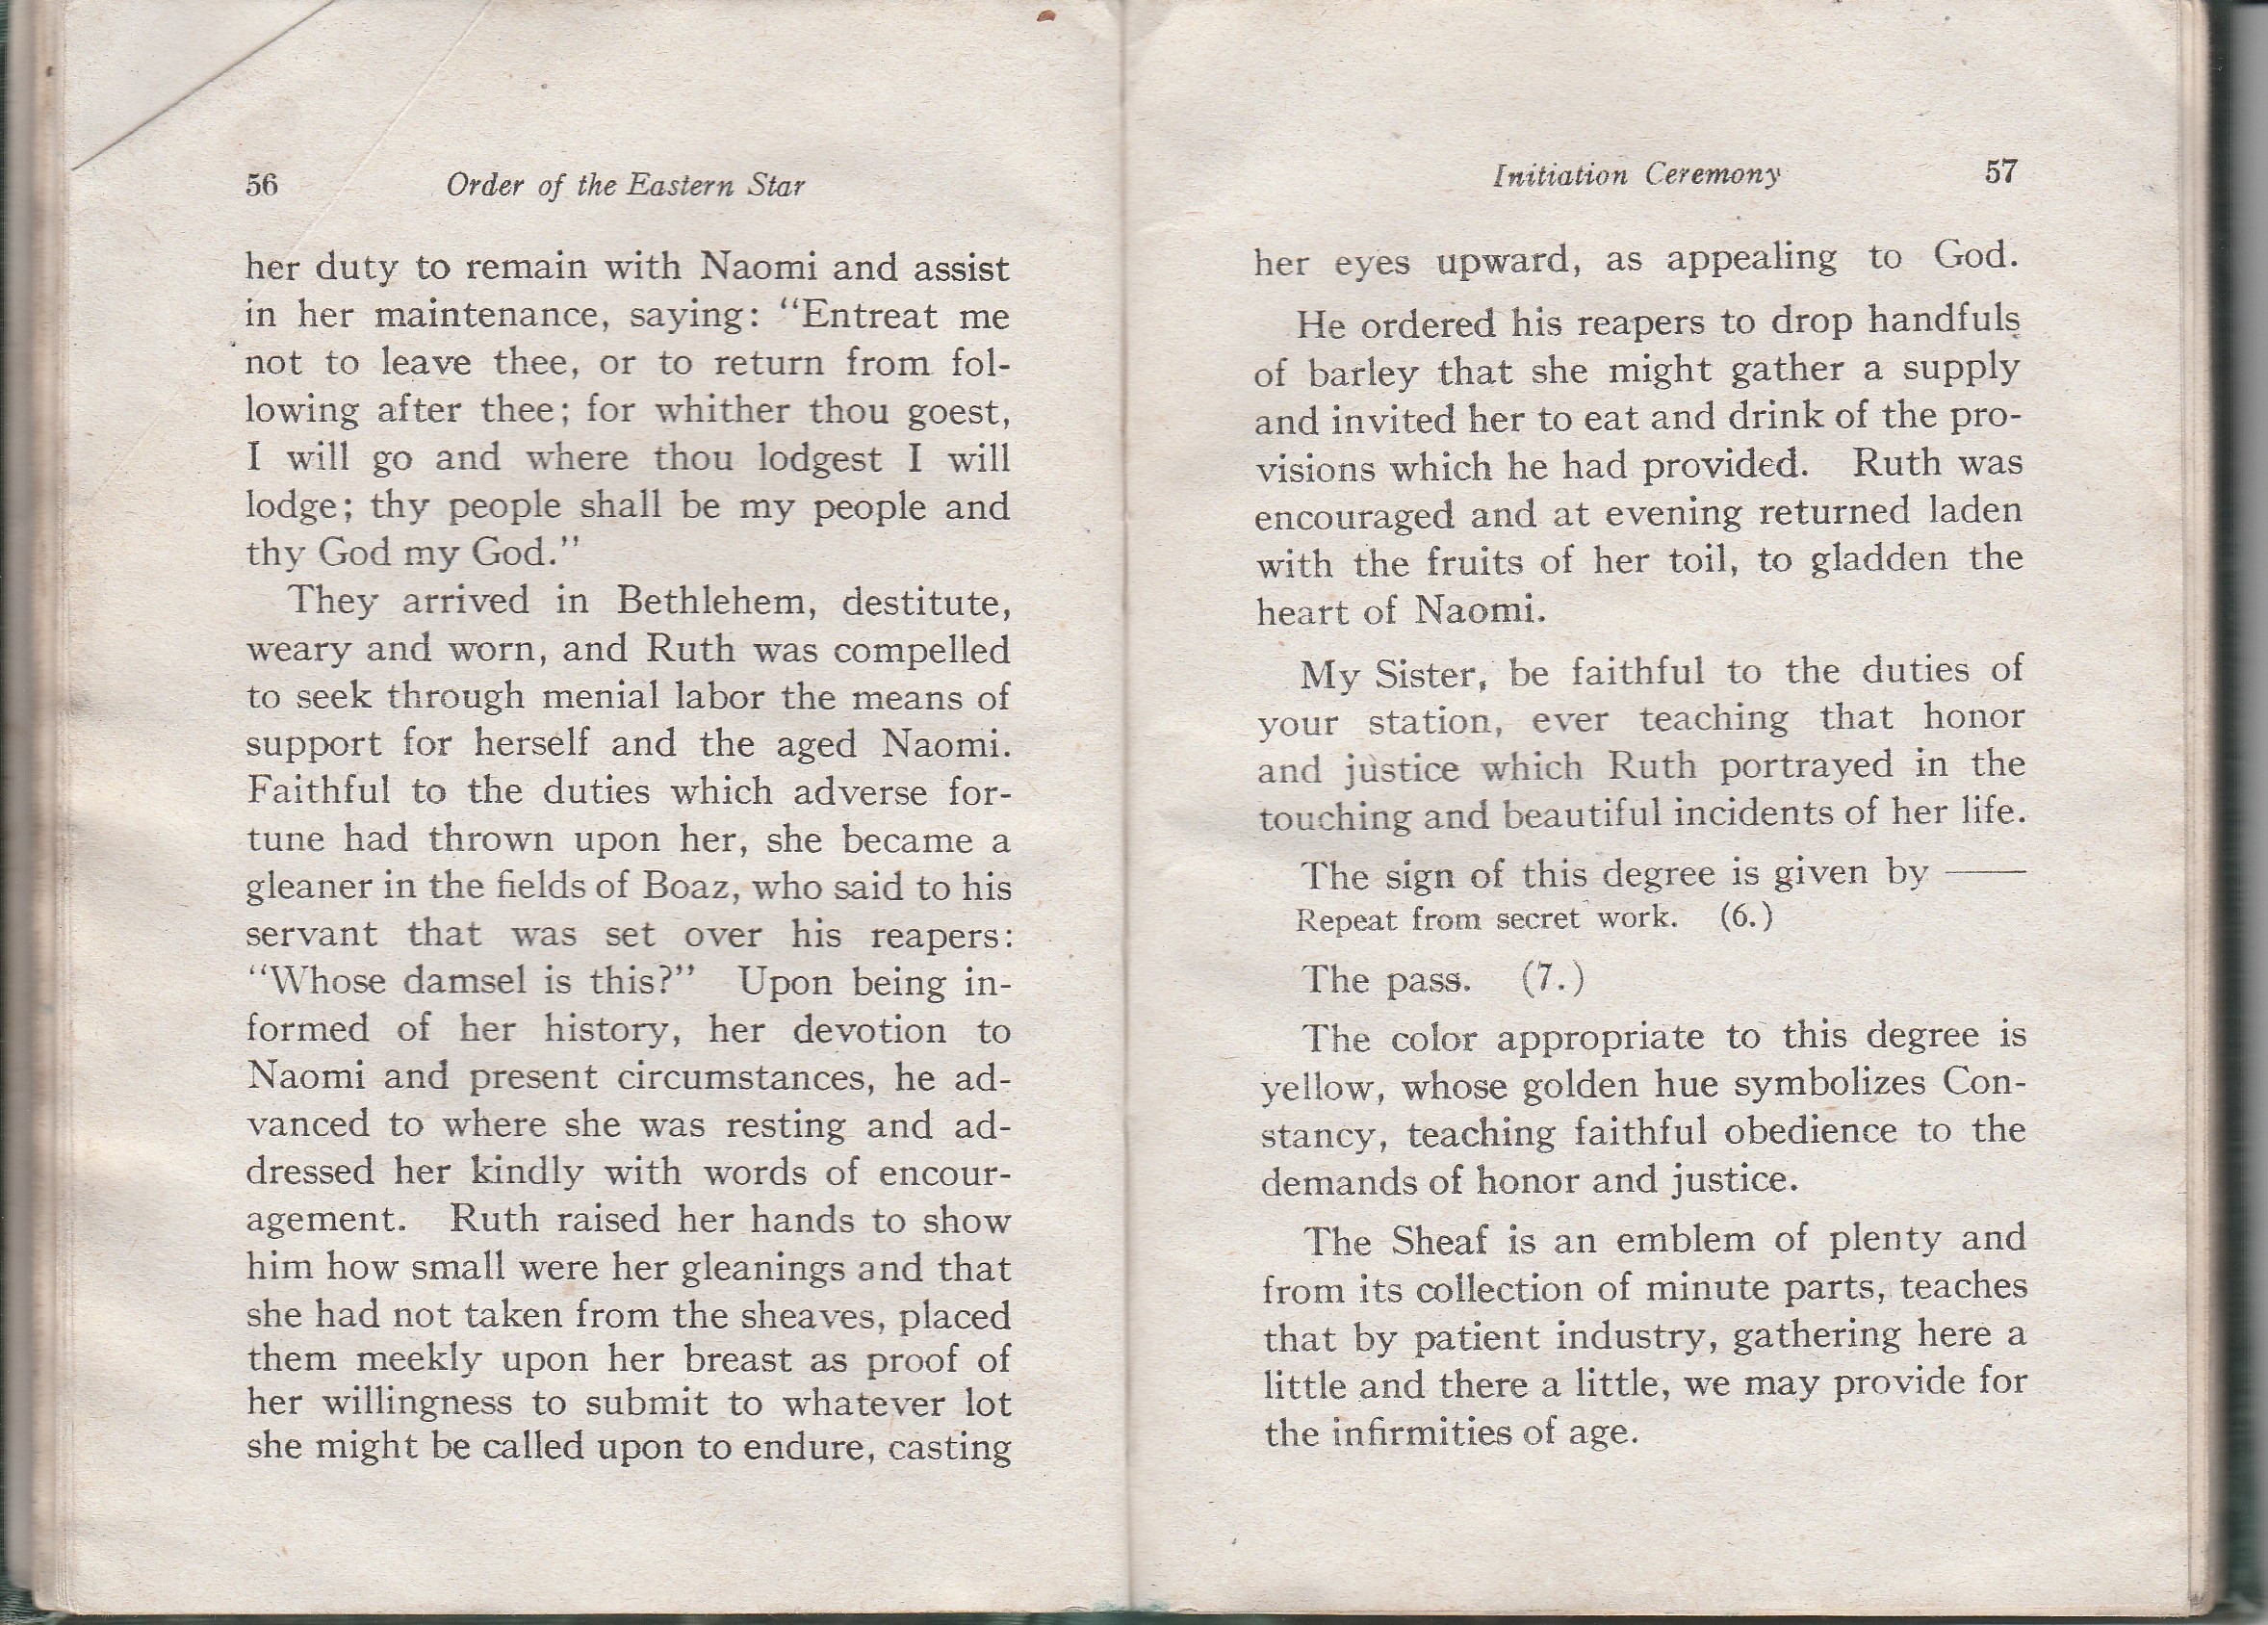 56 Order of the Eastern Star
her duty to remain with Naomi and assist
in her maintenance, saying: “Entreat me
not to leave thee, or to return from fol-
lowing after thee; for whither thou goest,
I will go and where thou lodgest I will
lodge; thy people shall be my people and
thy God my God.”
They arrived in Bethlehem, destitute,
weary and worn, and Ruth was compelled
to seek through menial labor the means of
support for herself and the aged Naomi.
Faithful to the duties which adverse for-
tune had thrown upon her, she became a
gleaner in the fields of Boaz, who said to his
servant that was set over his reapers:
“Whose damsel is this?” Upon being in-
formed of her history, her devotion to
Naomi and present circumstances, he ad-
vanced to where she was resting and ad-
dressed her kindly with words of encour-
agement. Ruth raised her hands to show
him how small were her gleanings and that
she had not taken from the sheaves, placed
them meekly upon her breast as proof of
her willingness to submit to whatever lot
she might be called upon to endure, casting
Initiation Ceremony 57
her eyes upward, as appealing to God.
He ordered his reapers to drop handfuls
of barley that she might gather a supply
and invited her to eat and drink of the pro-
visions which he had provided. Ruth was
encouraged and at evening returned laden
with the fruits of her toil, to gladden the
heart of Naomi.
My Sister, be faithful to the duties of
your station, ever teaching that honor
and justice which Ruth portrayed in the
touching and beautiful incidents of her life.
The sign of this degree is given by ——
Repeat from secret work. (6.)
The pass. (7.)
The color appropriate to this degree is
yellow, whose golden hue symbolizes Con-
stancy, teaching faithful obedience to the
demands of honor and justice.
The Sheaf is an emblem of plenty and
from its collection of minute parts, teaches
that by patient industry, gathering here a
little and there a little, we may provide for
the infirmities of age.